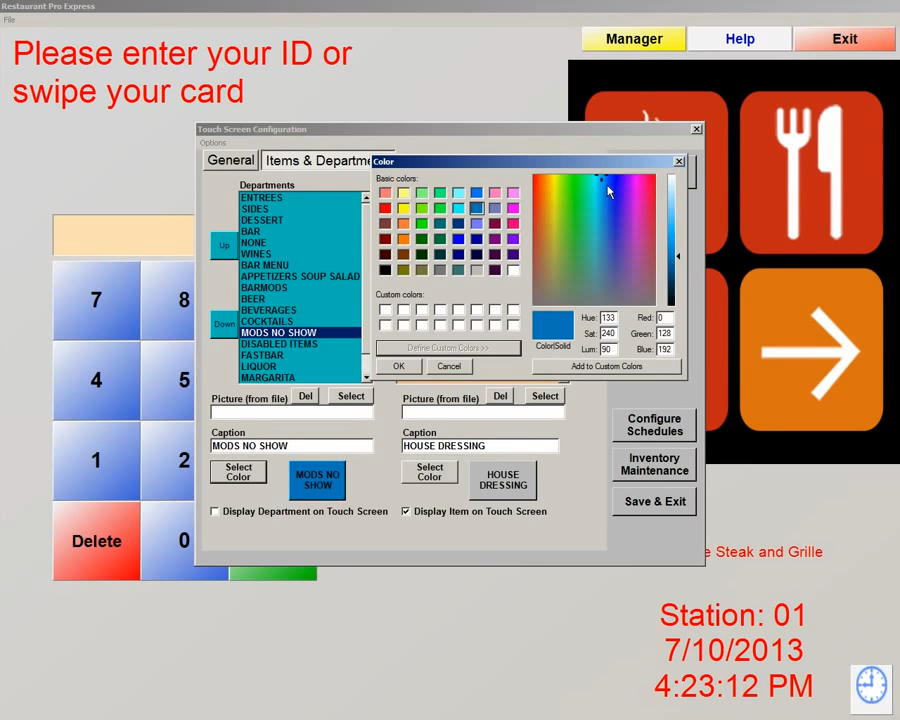 Restaurant Pro Express
File
Please enter your ID or
swipe your card
Manager
Help
Exit
Touch Screen Configuration
Options
General
Items & Departme
Departments
ENTREES
SIDES
DESSERT
BAR
NONE
WINES
BAR MENU
APPETIZERS SOUP SALAD
BARMODS
BEER
BEVERAGES
COCKTAILS
MODS NO SHOW
DISABLED ITEMS
FASTBAR
LIQUOR
MARGARITA
Up
Down
Color
Basic colors:
Custom colors:
Define Custom Colors >>
OK
Cancel
Color|Solid
Hue: 133
Sat: 240
Lum: 90
Red: 0
Green: 128
Blue: 192
Add to Custom Colors
Picture (from file)
Del
Select
Picture (from file)
Del
Select
Caption
MODS NO SHOW
Caption
HOUSE DRESSING
Select
Color
MODS NO
SHOW
Select
Color
HOUSE
DRESSING
Display Department on Touch Screen
Display Item on Touch Screen
Configure
Schedules
Inventory
Maintenance
Save & Exit
7
8
4
5
1
2
Delete
0
e Steak and Grille
Station: 01
7/10/2013
4:23:12 PM